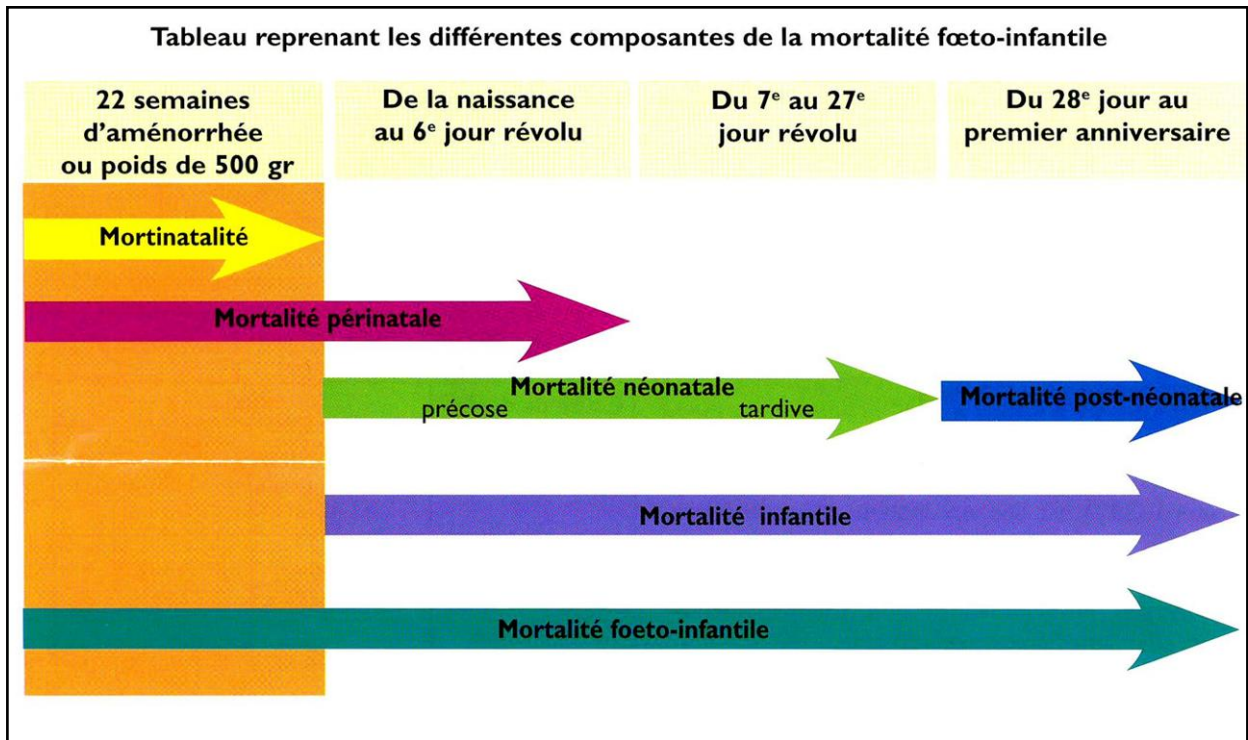 Tableau reprenant les différentes composantes de la mortalité fœto-infantile
22 semaines
d’aménorrhée
ou poids de 500 gr
De la naissance
au 6e jour révolu
Du 7e au 27e
jour révolu
Du 28e jour au
premier anniversaire
Mortinatalité
Mortalité périnatale
Mortalité néonatale
précose
tardive
Mortalité post-néonatale
Mortalité infantile
Mortalité foeto-infantile